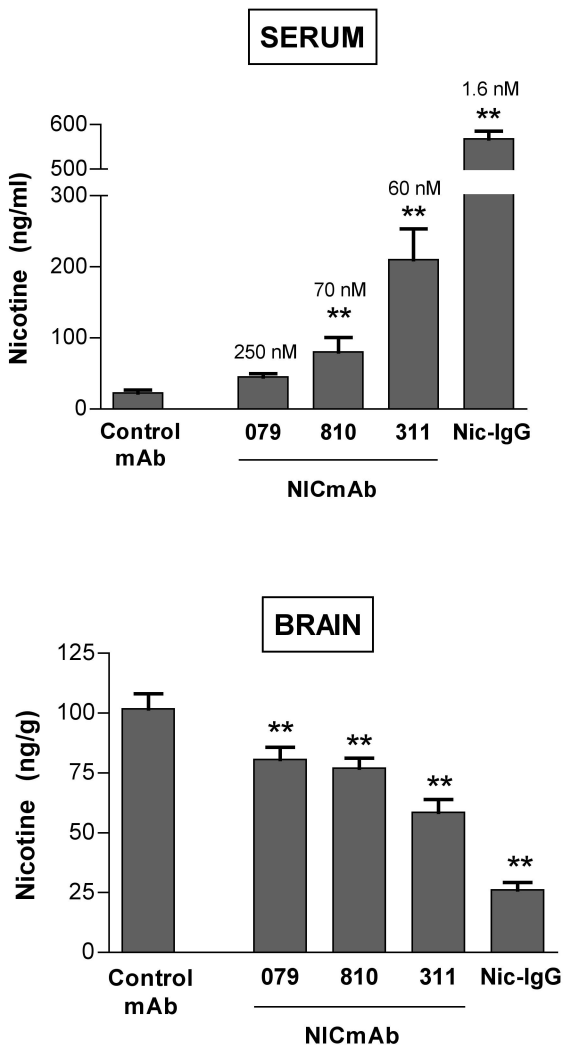 SERUM
1.6 nM
**
600
500
60 nM
**
300
70 nM
**
200
250 nM
100
0
Nicotine (ng/ml)
Control 079 810 311 Nic-IgG
mAb
NICmAb
BRAIN
125
100
**
**
75
**
50
**
25
0
Nicotine (ng/g)
Control 079 810 311 Nic-IgG
mAb
NICmAb